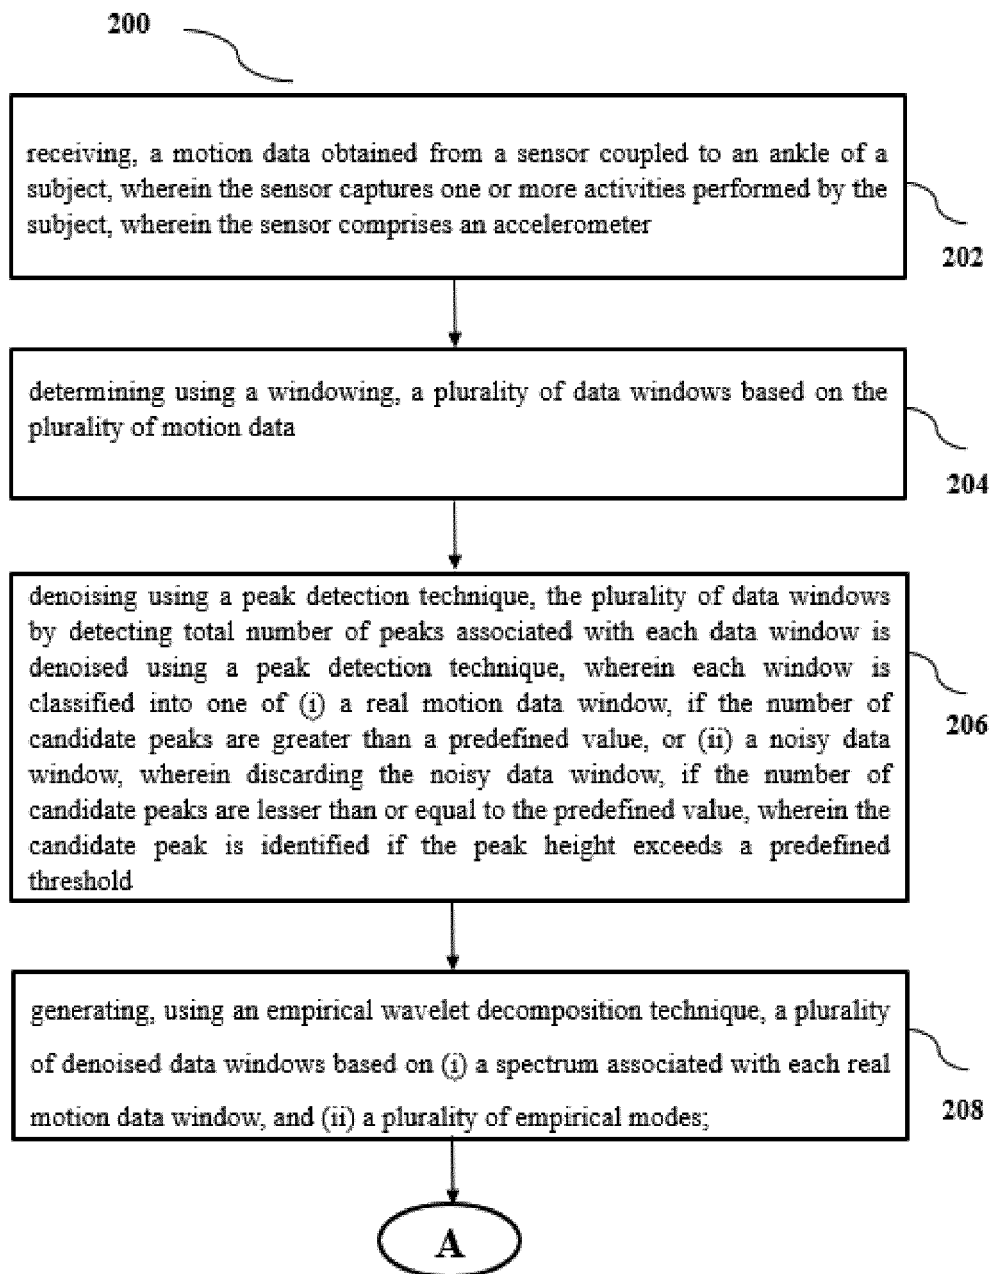 200
receiving, a motion data obtained from a sensor coupled to an ankle of a
subject, wherein the sensor captures one or more activities performed by the
subject, wherein the sensor comprises an accelerometer
202
determining using a windowing, a plurality of data windows based on the
plurality of motion data
204
denoising using a peak detection technique, the plurality of data windows
by detecting total number of peaks associated with each data window is
denoised using a peak detection technique, wherein each window is
classified into one of (i) a real motion data window, if the number of
candidate peaks are greater than a predefined value, or (ii) a noisy data
window, wherein discarding the noisy data window, if the number of
candidate peaks are lesser than or equal to the predefined value, wherein the
candidate peak is identified if the peak height exceeds a predefined
threshold
206
generating, using an empirical wavelet decomposition technique, a plurality
of denoised data windows based on (i) a spectrum associated with each real
motion data window, and (ii) a plurality of empirical modes;
208
A